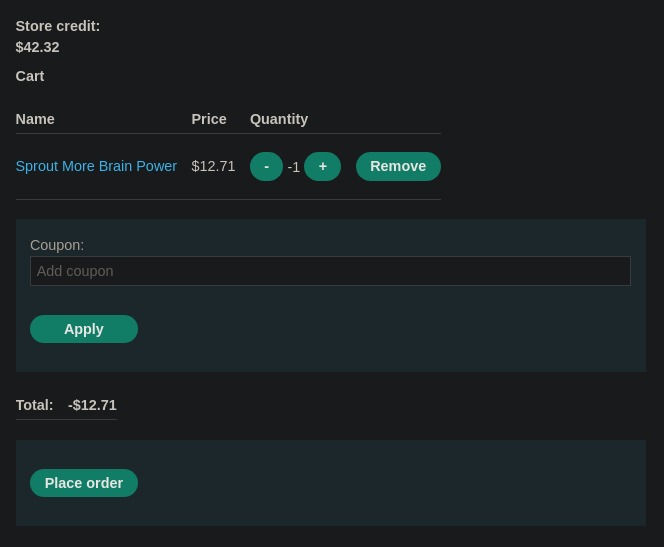 Store credit:
$42.32
Cart
Name Price Quantity
Sprout More Brain Power $12.71 - -1 + Remove
Coupon:
Add coupon
Apply
Total: -$12.71
Place order